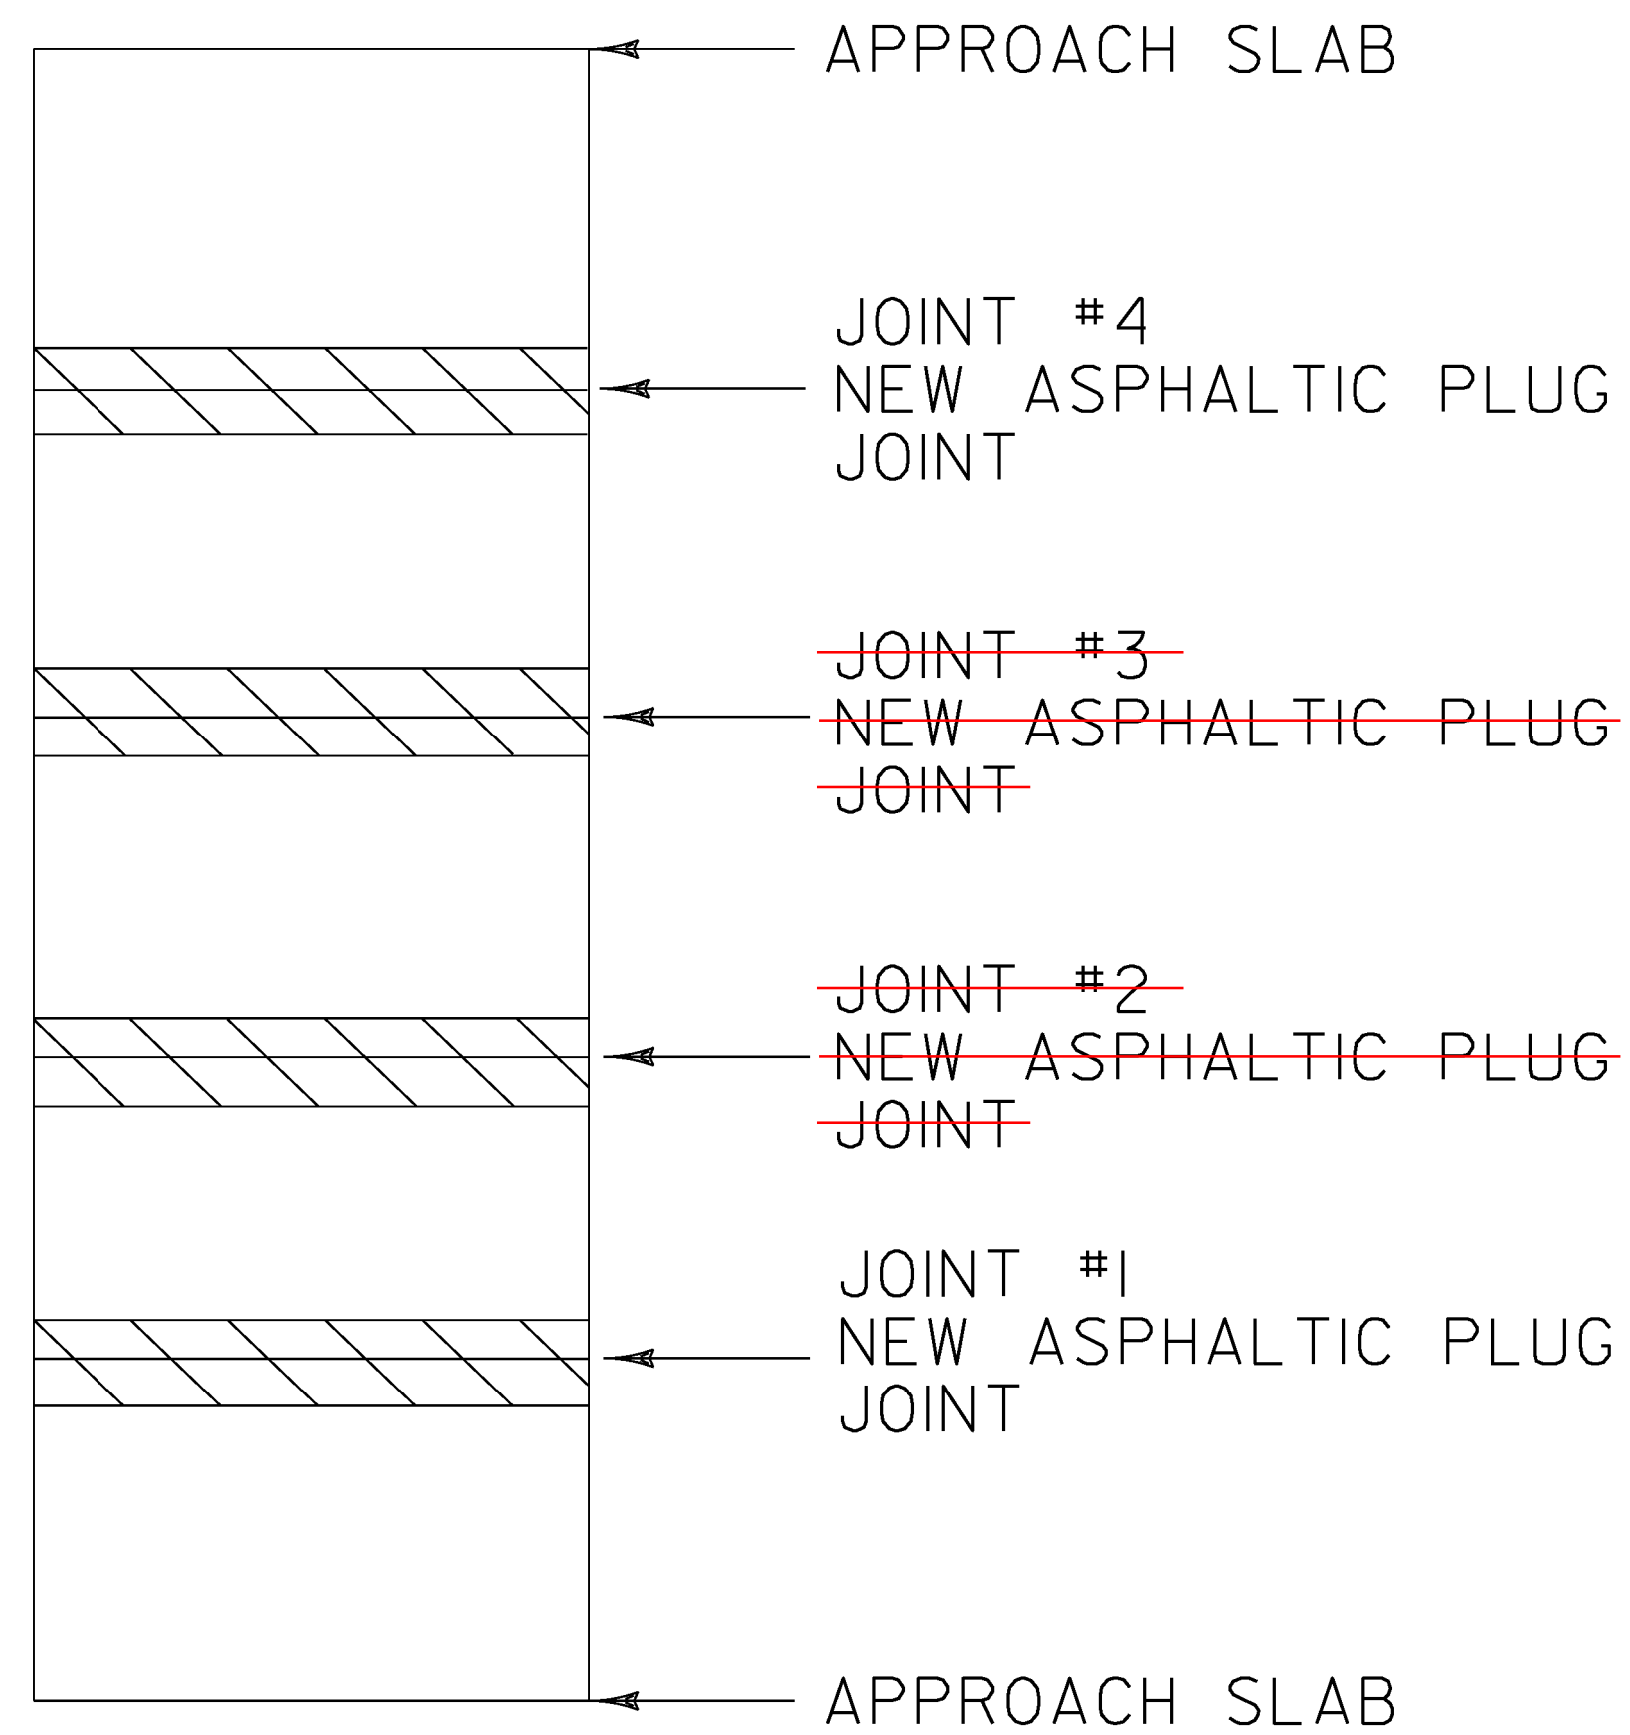 APPROACH SLAB
JOINT #4
NEW ASPHALTIC PLUG
JOINT
JOINT #3
NEW ASPHALTIC PLUG
JOINT
JOINT #2
NEW ASPHALTIC PLUG
JOINT
JOINT #1
NEW ASPHALTIC PLUG
JOINT
APPROACH SLAB